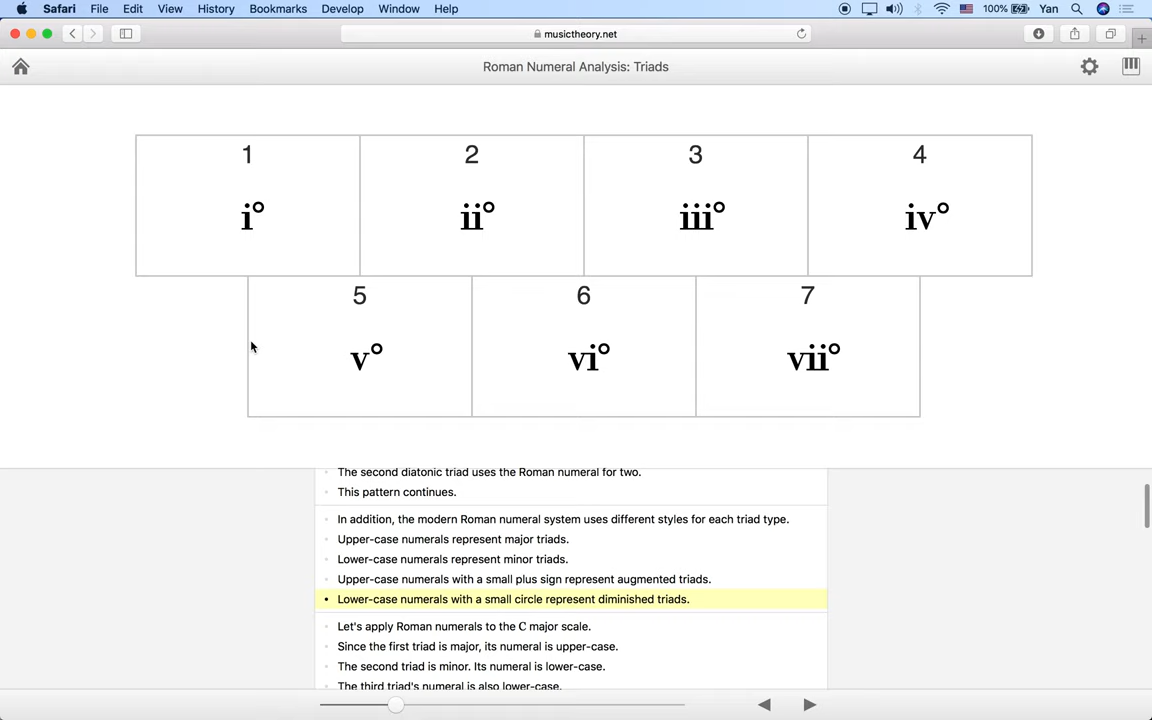 Safari File Edit View History Bookmarks Develop Window Help 100% Yan
musictheory.net
Roman Numeral Analysis: Triads
1 2 3 4
i° ii° iii° iv°
5 6 7
v° vi° vii°
The second diatonic triad uses the Roman numeral for two.
This pattern continues.
In addition, the modern Roman numeral system uses different styles for each triad type.
Upper-case numerals represent major triads.
Lower-case numerals represent minor triads.
Upper-case numerals with a small plus sign represent augmented triads.
Lower-case numerals with a small circle represent diminished triads.
Let's apply Roman numerals to the C major scale.
Since the first triad is major, its numeral is upper-case.
The second triad is minor. Its numeral is lower-case.
The third triad's numeral is also lower-case.